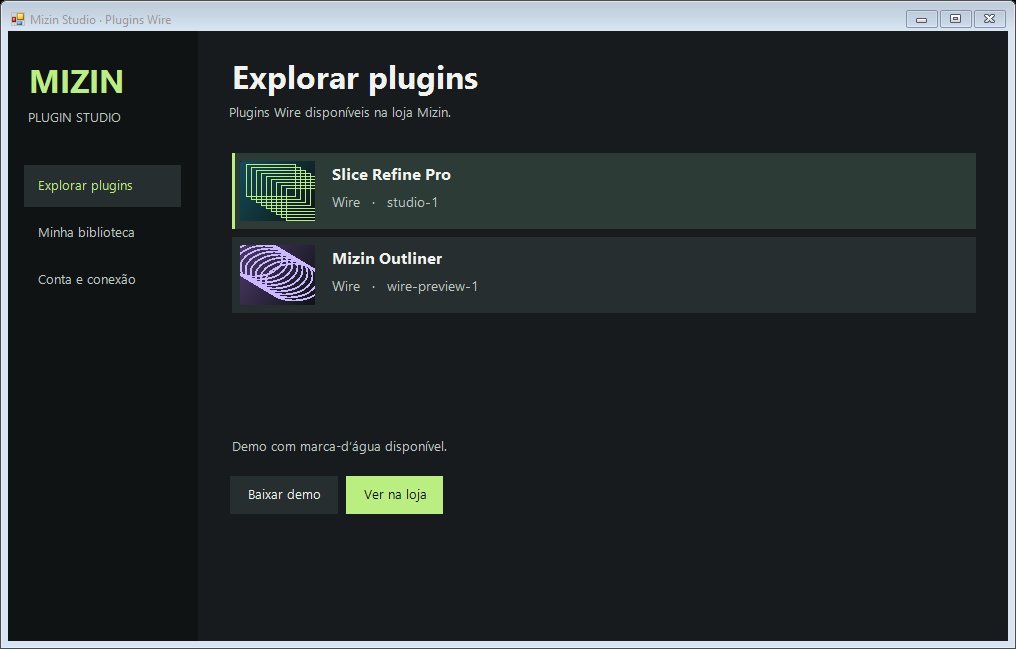 Mizin Studio · Plugins Wire
MIZIN
PLUGIN STUDIO
Explorar plugins
Minha biblioteca
Conta e conexão
Explorar plugins
Plugins Wire disponíveis na loja Mizin.
Slice Refine Pro
Wire · studio-1
Mizin Outliner
Wire · wire-preview-1
Demo com marca-d'água disponível.
Baixar demo
Ver na loja